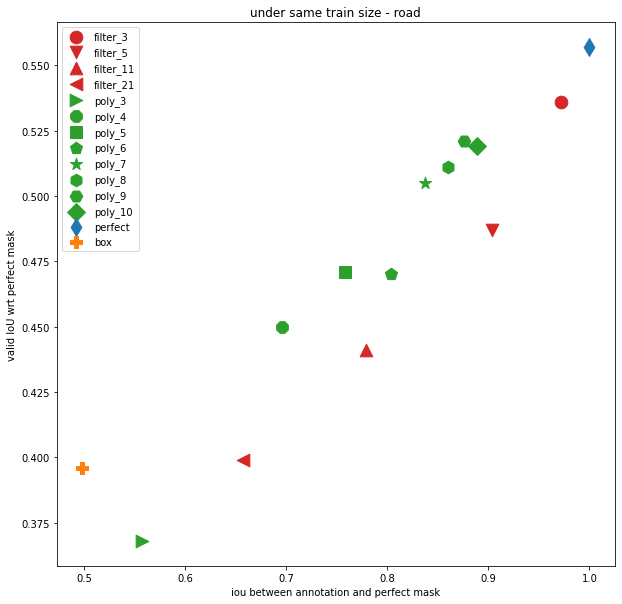 under same train size - road
filter_3
filter_5
filter_11
filter_21
poly_3
poly_4
poly_5
poly_6
poly_7
poly_8
poly_9
poly_10
perfect
box
valid IoU wrt perfect mask
0.550
0.525
0.500
0.475
0.450
0.425
0.400
0.375
0.5 0.6 0.7 0.8 0.9 1.0
iou between annotation and perfect mask